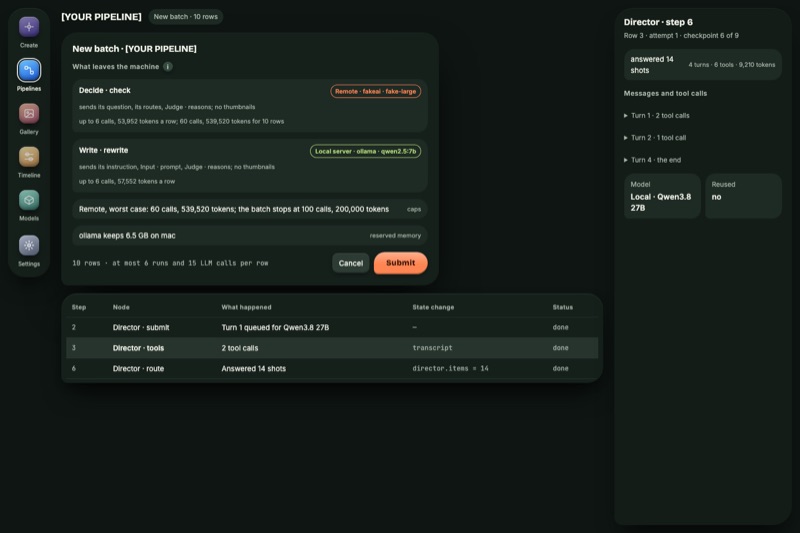 Create
Pipelines
Gallery
Timeline
Models
Settings
[YOUR PIPELINE]
New batch · 10 rows
New batch · [YOUR PIPELINE]
What leaves the machine i
Decide · check
Remote · fakeai · fake-large
sends its question, its routes, Judge · reasons; no thumbnails
up to 6 calls, 53,952 tokens a row; 60 calls, 539,520 tokens for 10 rows
Write · rewrite
Local server · ollama · qwen2.5:7b
sends its instruction, Input · prompt, Judge · reasons; no thumbnails
up to 6 calls, 57,552 tokens a row
Remote, worst case: 60 calls, 539,520 tokens; the batch stops at 100 calls, 200,000 tokens
caps
ollama keeps 6.5 GB on mac
reserved memory
10 rows · at most 6 runs and 15 LLM calls per row
Cancel
Submit
Step Node What happened State change Status
2 Director · submit Turn 1 queued for Qwen3.8 27B – done
3 Director · tools 2 tool calls transcript done
6 Director · route Answered 14 shots director.items = 14 done
Director · step 6
Row 3 · attempt 1 · checkpoint 6 of 9
answered 14
shots
4 turns · 6 tools · 9,210 tokens
Messages and tool calls
▶ Turn 1 · 2 tool calls
▶ Turn 2 · 1 tool call
▶ Turn 4 · the end
Model
Local · Qwen3.8
27B
Reused
no